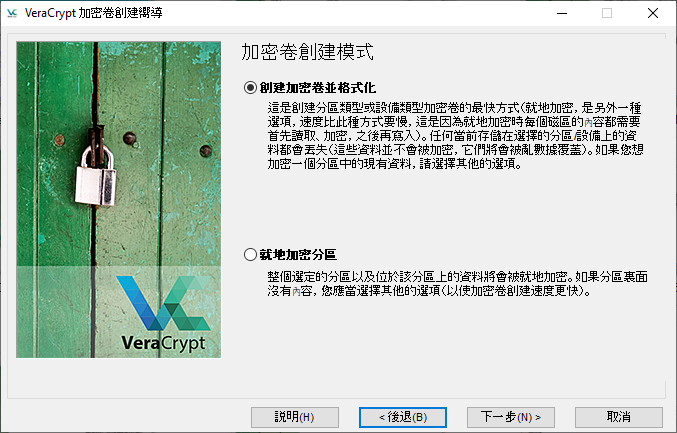 VeraCrypt 加密卷創建嚮導
加密卷創建模式
創建加密卷並格式化
這是創建分區類型或設備類型加密卷的最快方式(就地加密, 是另外一種
選項, 速度比此種方式要慢, 這是因為就地加密時每個磁區的內容都需要
首先讀取、加密, 之後再寫入)。任何當前存儲在選擇的分區/設備上的資
料都會丟失(這些資料並不會被加密, 它們將會被亂數據覆蓋)。如果您想
加密一個分區中的現有資料, 請選擇其他的選項。
就地加密分區
整個選定的分區以及位於該分區上的資料將會被就地加密。如果分區裏面
沒有內容, 您應當選擇其他的選項(以使加密卷創建速度更快)。
VeraCrypt
説明(H)
< 後退(B)
下一步(N) >
取消